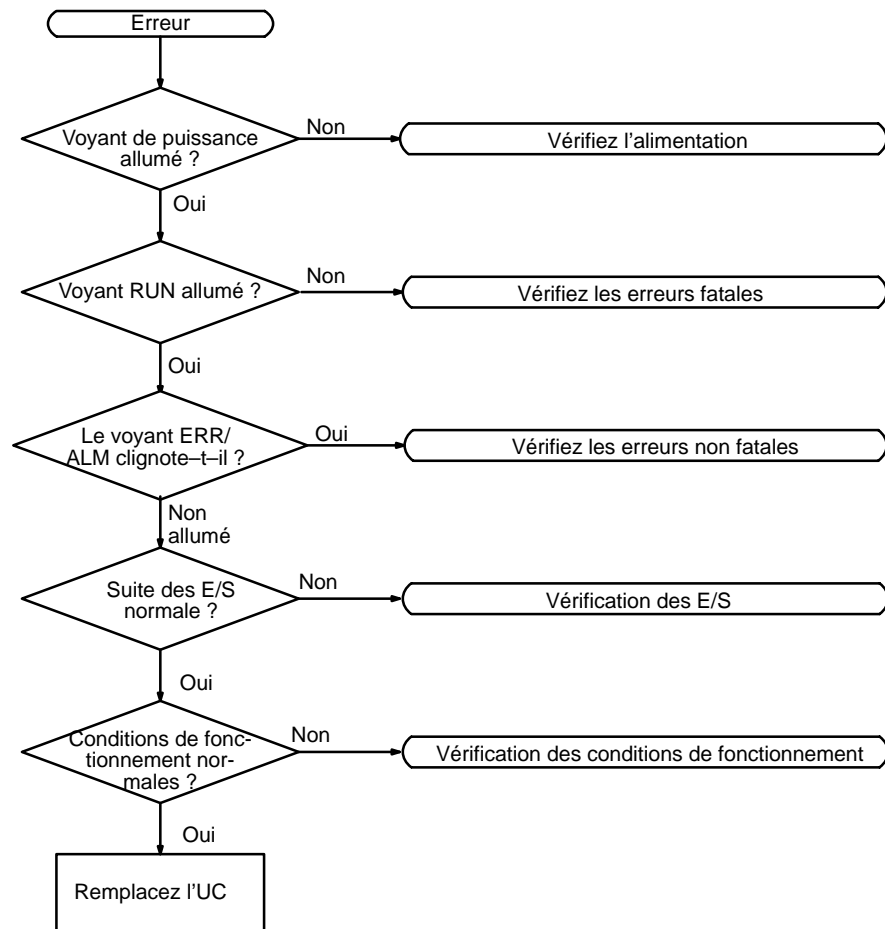 Erreur
Voyant de puissance
allumé ?
Non
Vérifiez l'alimentation
Oui
Voyant RUN allumé ?
Non
Vérifiez les erreurs fatales
Oui
Le voyant ERR/
ALM clignote–t–il ?
Oui
Vérifiez les erreurs non fatales
Non
allumé
Suite des E/S
normale ?
Non
Vérification des E/S
Oui
Conditions de fonc-
tionnement nor-
males ?
Non
Vérification des conditions de fonctionnement
Oui
Remplacez l'UC